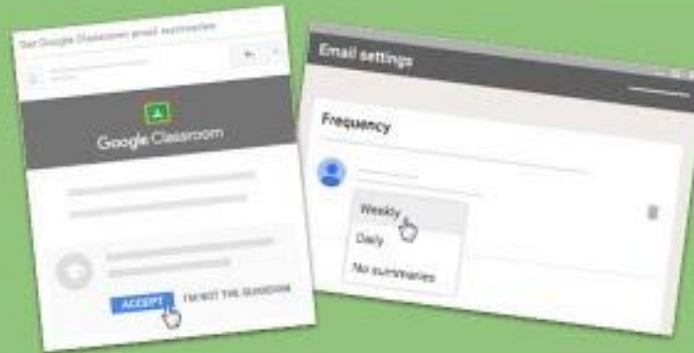 Get Google Classroom email summaries
Google Classroom
ACCEPT I'M NOT THE GUARDIAN
Email settings
Frequency
Weekly
Daily
No summaries